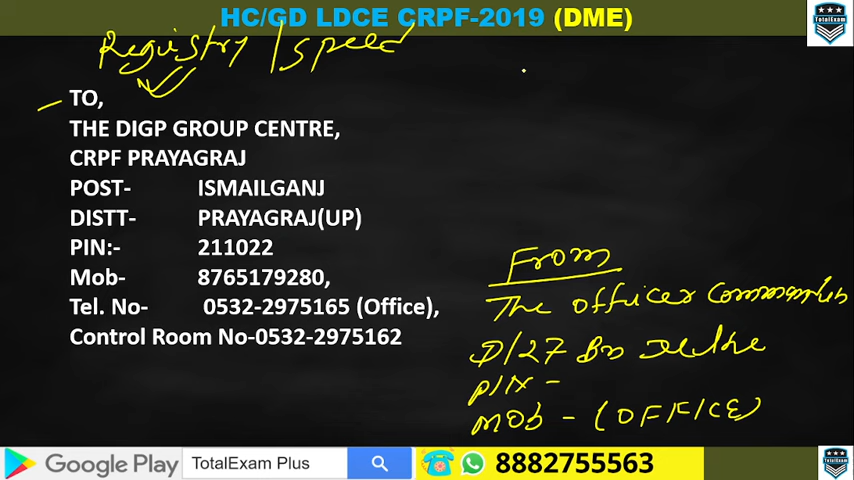 HC/GD LDCE CRPF-2019 (DME)
TotalExam
Registry / Speed
TO,
THE DIGP GROUP CENTRE,
CRPF PRAYAGRAJ
POST- ISMAILGANJ
DISTT- PRAYAGRAJ(UP)
PIN:- 211022
Mob- 8765179280,
Tel. No- 0532-2975165 (Office),
Control Room No-0532-2975162
From
The officer
D/27 Bn
PIN -
MOb - (OFFICE)
Google Play
TotalExam Plus
8882755563
TotalExam